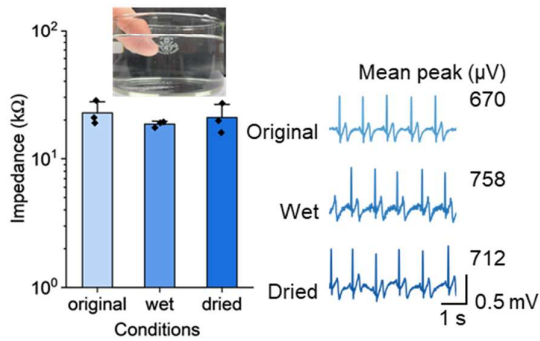 10²
10¹
10⁰
Impedance (kΩ)
original wet dried
Conditions
Mean peak (μV)
670
Original
758
Wet
712
Dried
0.5 mV
1 s